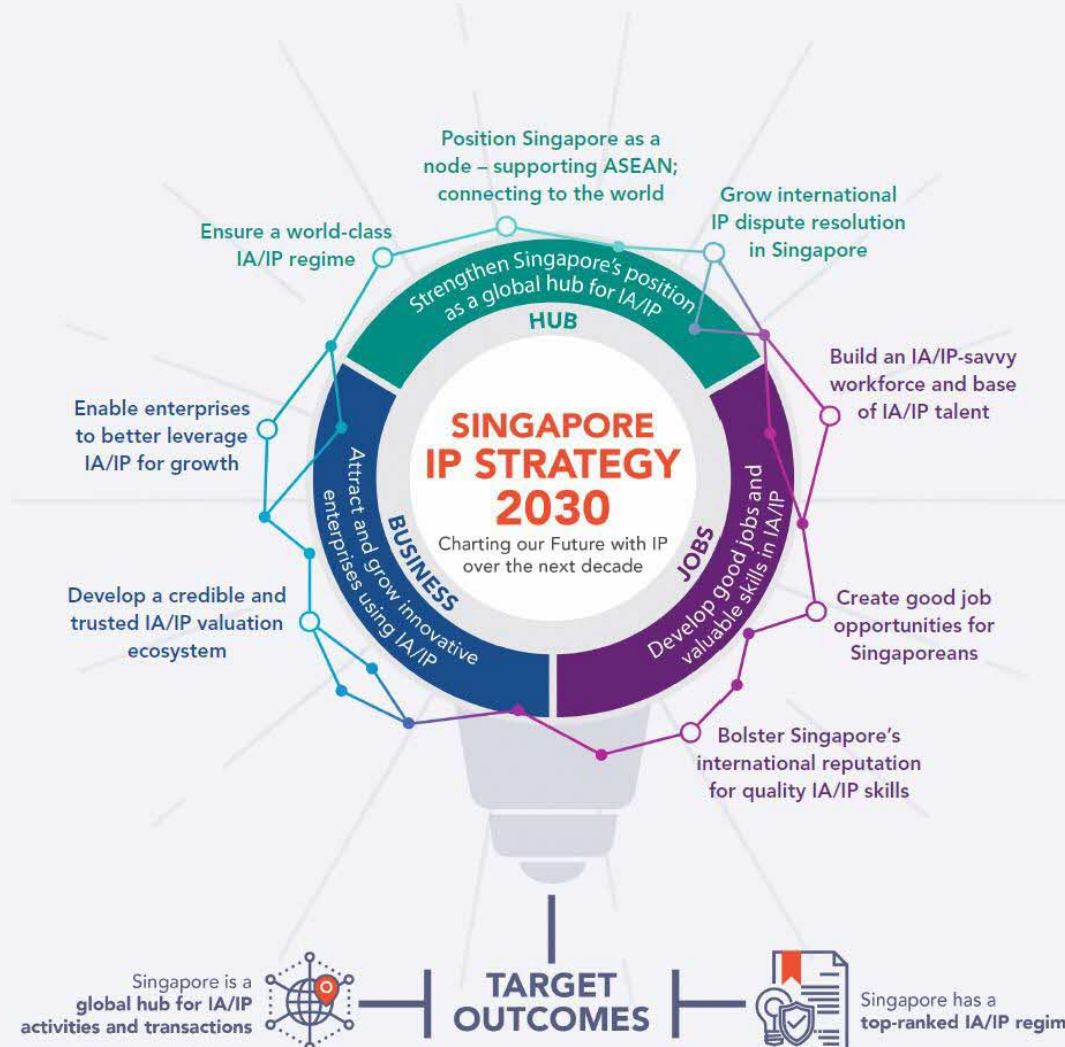 Position Singapore as a
node – supporting ASEAN;
connecting to the world
Grow international
IP dispute resolution
in Singapore
Ensure a world-class
IA/IP regime
Strengthen Singapore's position
as a global hub for IA/IP
HUB
Build an IA/IP-savvy
workforce and base
of IA/IP talent
Enable enterprises
to better leverage
IA/IP for growth
SINGAPORE
IP STRATEGY
2030
Charting our Future with IP
over the next decade
Attract and grow innovative
enterprises using IA/IP
BUSINESS
JOBS
Develop good jobs and
valuable skills in IA/IP
Develop a credible and
trusted IA/IP valuation
ecosystem
Create good job
opportunities for
Singaporeans
Bolster Singapore's
international reputation
for quality IA/IP skills
Singapore is a
global hub for IA/IP
activities and transactions
TARGET
OUTCOMES
Singapore has a
top-ranked IA/IP regim